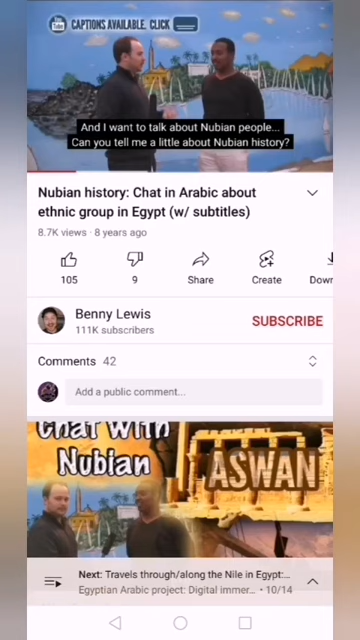 You Tube CAPTIONS AVAILABLE, CLICK
And I want to talk about Nubian people...
Can you tell me a little about Nubian history?
Nubian history: Chat in Arabic about
ethnic group in Egypt (w/ subtitles)
8.7K views · 8 years ago
105
9
Share
Create
Down
Benny Lewis
111K subscribers
SUBSCRIBE
Comments 42
Add a public comment...
Chat with
Nubian
ASWAN
Next: Travels through/along the Nile in Egypt:...
Egyptian Arabic project: Digital immer... • 10/14